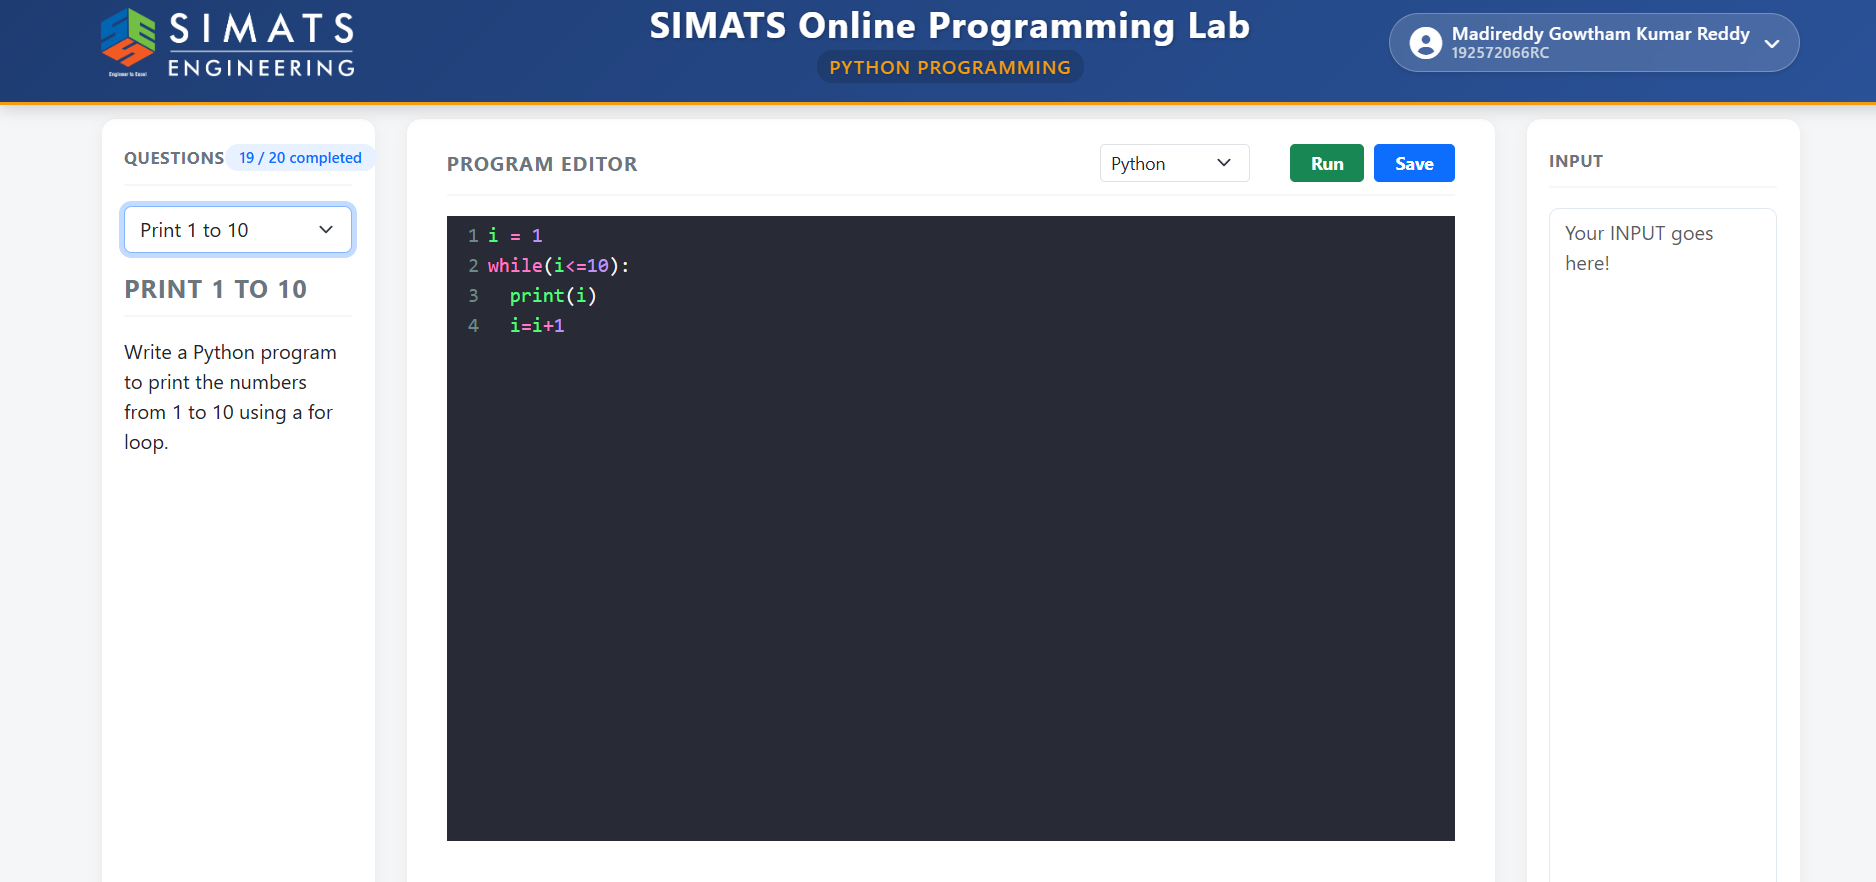 SIMATS
ENGINEERING
Engineer to Excel
SIMATS Online Programming Lab
PYTHON PROGRAMMING
Madireddy Gowtham Kumar Reddy
192572066RC
QUESTIONS 19 / 20 completed
Print 1 to 10
PRINT 1 TO 10
Write a Python program
to print the numbers
from 1 to 10 using a for
loop.
PROGRAM EDITOR Python Run Save
1 i = 1
2 while(i<=10):
3   print(i)
4   i=i+1
INPUT
Your INPUT goes
here!